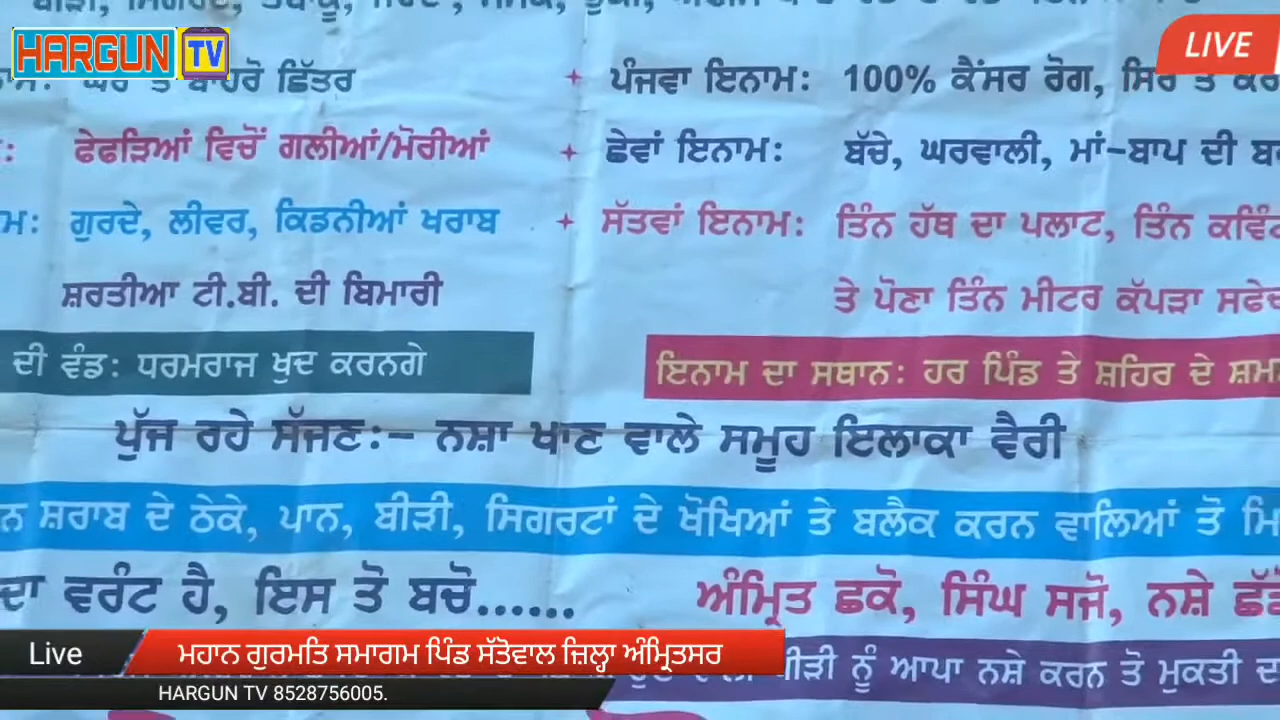 HARGUN TV
LIVE
ਘਰ ਤੇ ਬਾਹਰੋ ਛਿੱਤਰ
ਪੰਜਵਾ ਇਨਾਮ: 100% ਕੈਂਸਰ ਰੋਗ, ਸਿਰ ਤੇ
ਫੇਫੜਿਆਂ ਵਿਚੋਂ ਗਲੀਆਂ/ਮੋਰੀਆਂ
ਛੇਵਾਂ ਇਨਾਮ: ਬੱਚੇ, ਘਰਵਾਲੀ, ਮਾਂ-ਬਾਪ ਦੀ
ਗੁਰਦੇ, ਲੀਵਰ, ਕਿਡਨੀਆਂ ਖਰਾਬ
ਸੱਤਵਾਂ ਇਨਾਮ: ਤਿੰਨ ਹੱਥ ਦਾ ਪਲਾਟ, ਤਿੰਨ
ਸ਼ਰਤੀਆ ਟੀ.ਬੀ. ਦੀ ਬਿਮਾਰੀ
ਤੇ ਪੋਣਾ ਤਿੰਨ ਮੀਟਰ ਕੱਪੜਾ
ਦੀ ਵੰਡ: ਧਰਮਰਾਜ ਖੁਦ ਕਰਨਗੇ
ਇਨਾਮ ਦਾ ਸਥਾਨ: ਹਰ ਪਿੰਡ ਤੇ ਸ਼ਹਿਰ ਦੇ
ਪੁੱਜ ਰਹੇ ਸੱਜਣ:- ਨਸ਼ਾ ਖਾਣ ਵਾਲੇ ਸਮੂਹ ਇਲਾਕਾ ਵੈਰੀ
ਸ਼ਰਾਬ ਦੇ ਠੇਕੇ, ਪਾਨ, ਬੀੜੀ, ਸਿਗਰਟਾਂ ਦੇ ਖੋਖਿਆਂ ਤੇ ਬਲੈਕ ਕਰਨ ਵਾਲਿਆਂ ਤੋਂ
ਦਾ ਵਰੰਟ ਹੈ, ਇਸ ਤੋ ਬਚੋ......
ਅੰਮ੍ਰਿਤ ਛਕੋ, ਸਿੰਘ ਸਜੋ, ਨਸ਼ੇ
Live ਮਹਾਨ ਗੁਰਮਤਿ ਸਮਾਗਮ ਪਿੰਡ ਸੱਤੋਵਾਲ ਜ਼ਿਲ੍ਹਾ ਅੰਮ੍ਰਿਤਸਰ
ਨੂੰ ਆਪਾ ਨਸ਼ੇ ਕਰਨ ਤੋ ਮੁਕਤੀ
HARGUN TV 8528756005.